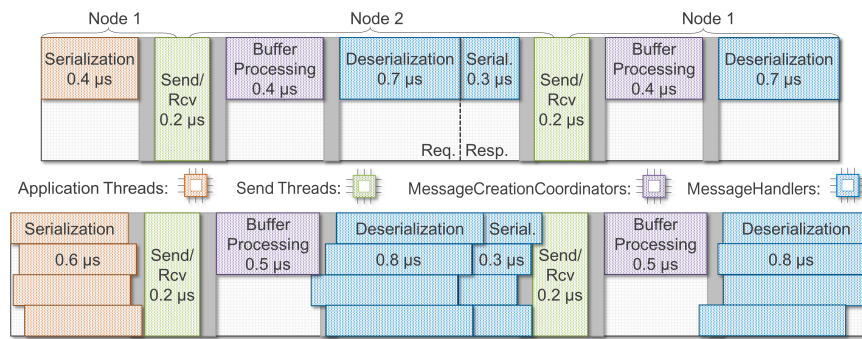 Node 1
Node 2
Node 1
Serialization
0.4 µs
Send/
Rcv
0.2 µs
Buffer
Processing
0.4 µs
Deserialization
0.7 µs
Serial.
0.3 µs
Send/
Rcv
0.2 µs
Buffer
Processing
0.4 µs
Deserialization
0.7 µs
Req.
Resp.
Application Threads:
Send Threads:
MessageCreationCoordinators:
MessageHandlers:
Serialization
0.6 µs
Send/
Rcv
0.2 µs
Buffer
Processing
0.5 µs
Deserialization
0.8 µs
Serial.
0.3 µs
Send/
Rcv
0.2 µs
Buffer
Processing
0.5 µs
Deserialization
0.8 µs